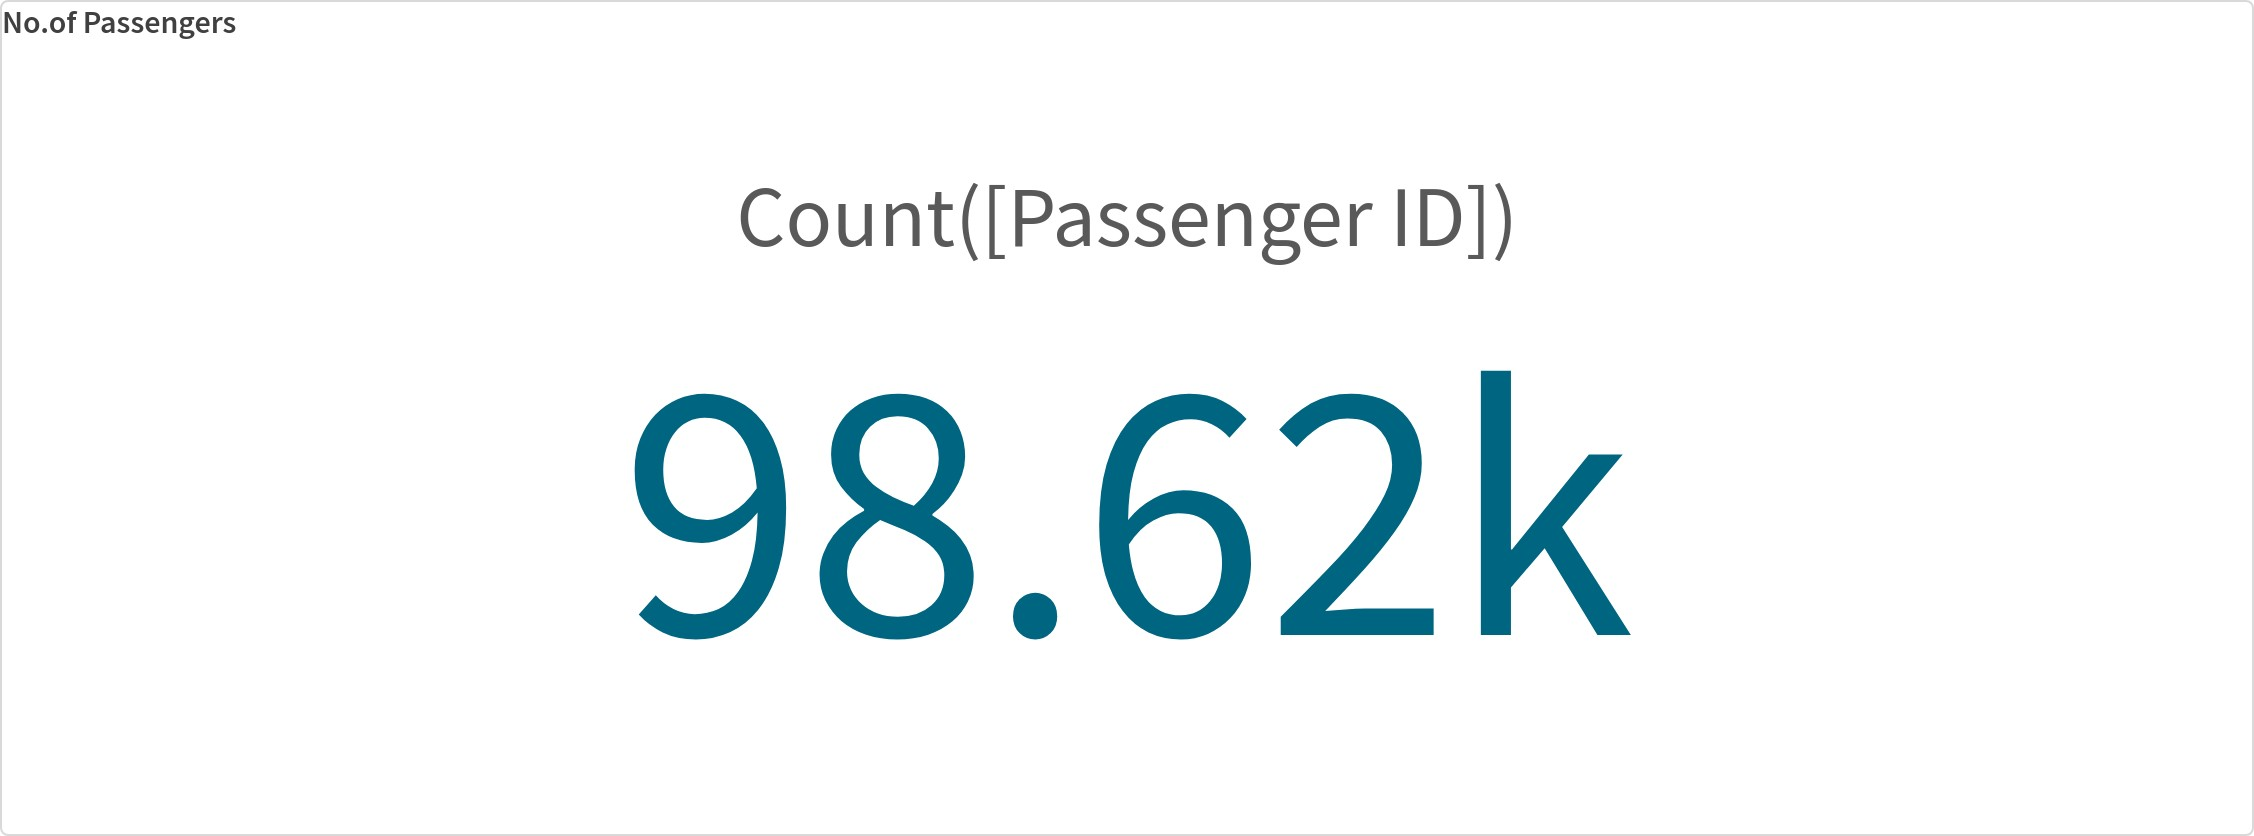 No.of Passengers
Count([Passenger ID])
98.62k